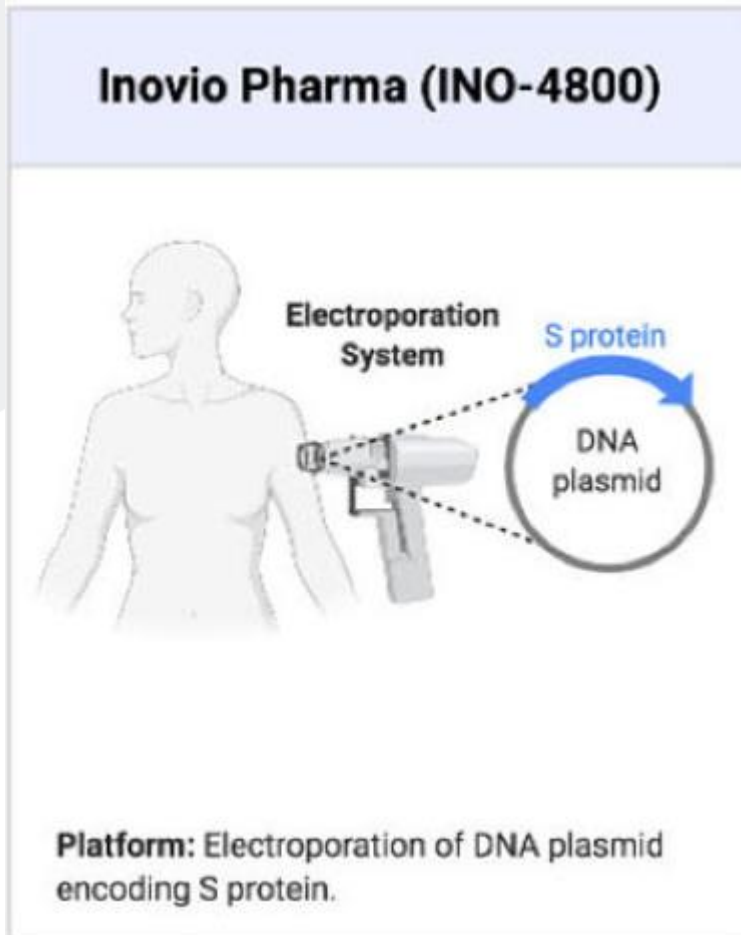 Inovio Pharma (INO-4800)
Electroporation
System
S protein
DNA
plasmid
Platform: Electroporation of DNA plasmid
encoding S protein.